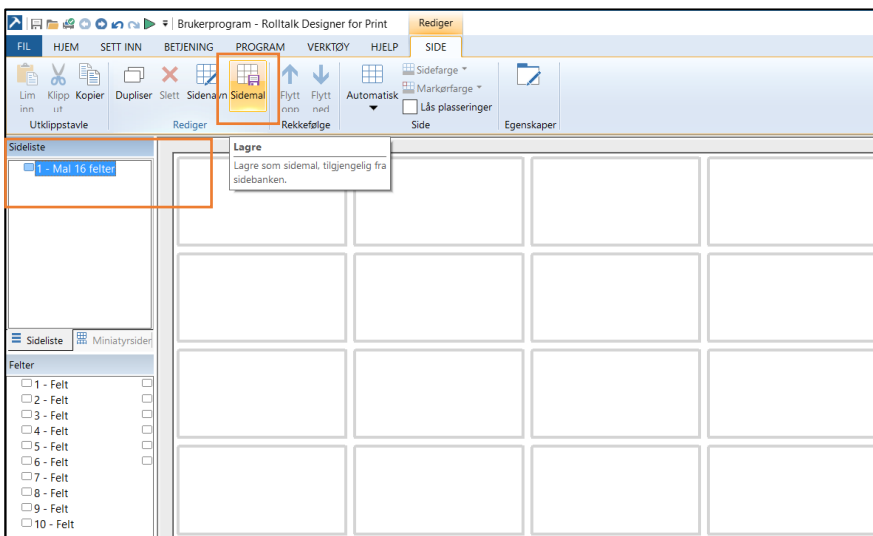 Brukerprogram - Rolltalk Designer for Print
Rediger
FIL HJEM SETT INN BETJENING PROGRAM VERKTØY HJELP SIDE
Lim inn
Klipp ut
Kopier
Dupliser
Slett
Sidenavn
Sidemal
Flytt opp
Flytt ned
Automatisk
Sidefarge
Markørfarge
Lås plasseringer
Utklippstavle
Rediger
Rekkefølge
Side
Egenskaper
Sideliste
1 - Mal 16 felter
Lagre
Lagre som sidemal, tilgjengelig fra
sidebanken.
Sideliste
Miniatyrsider
Felter
1 - Felt
2 - Felt
3 - Felt
4 - Felt
5 - Felt
6 - Felt
7 - Felt
8 - Felt
9 - Felt
10 - Felt